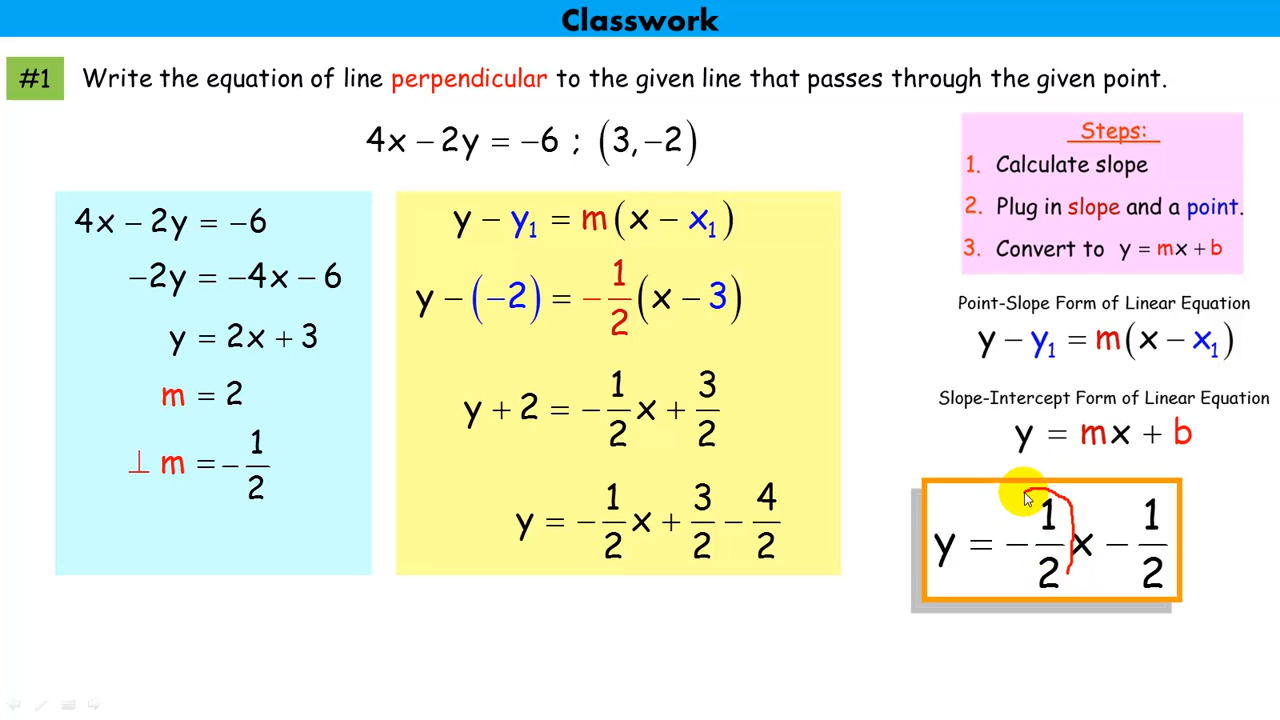 Classwork
#1 Write the equation of line perpendicular to the given line that passes through the given point.
4x − 2y = −6 ; (3, −2)
4x − 2y = −6
−2y = −4x − 6
y = 2x + 3
m = 2
⊥ m = − 1/2
y − y₁ = m(x − x₁)
y − (−2) = − 1/2 (x − 3)
y + 2 = − 1/2 x + 3/2
y = − 1/2 x + 3/2 − 4/2
Steps:
1. Calculate slope
2. Plug in slope and a point.
3. Convert to y = mx + b
Point-Slope Form of Linear Equation
y − y₁ = m(x − x₁)
Slope-Intercept Form of Linear Equation
y = mx + b
y = − 1/2 x − 1/2